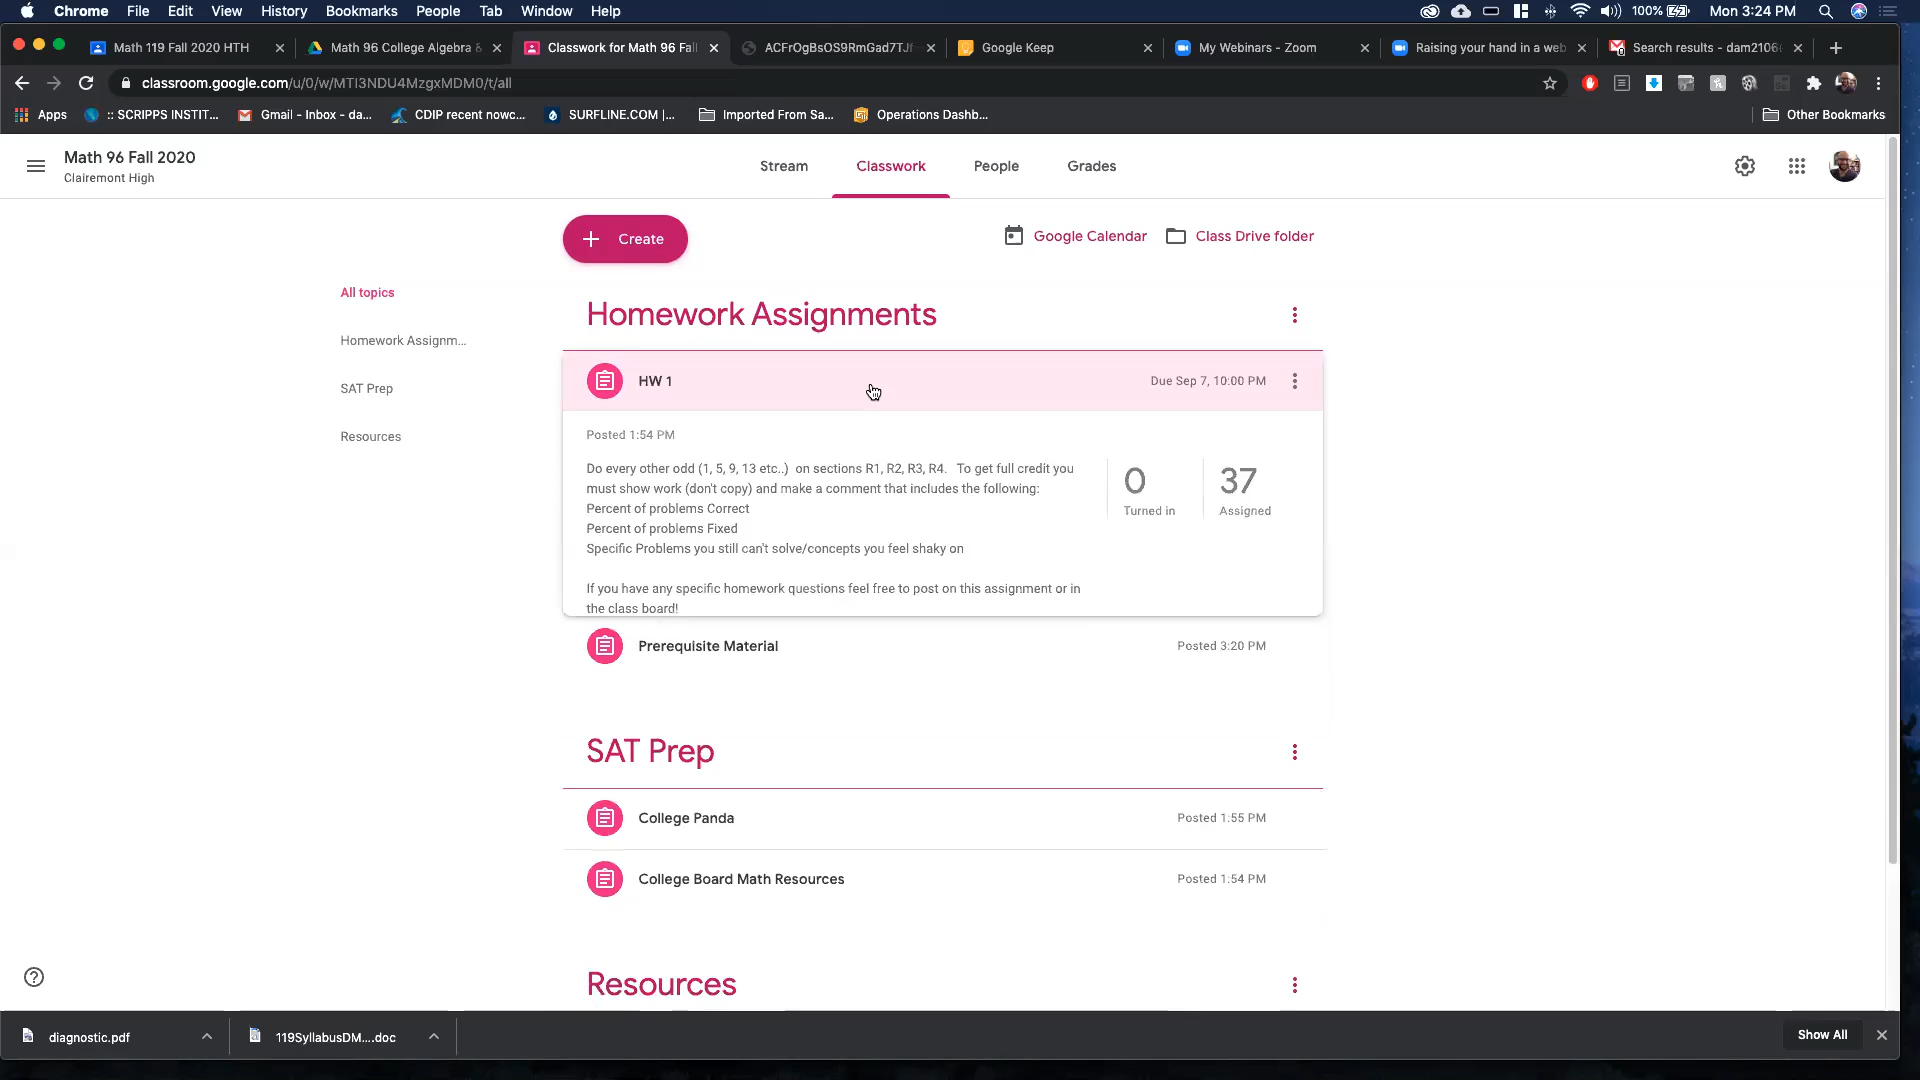 Chrome File Edit View History Bookmarks People Tab Window Help 100% Mon 3:24 PM
Math 119 Fall 2020 HTH
Math 96 College Algebra &
Classwork for Math 96 Fall
ACFrOgBsOS9RmGad7TJf
Google Keep
My Webinars - Zoom
Raising your hand in a web
Search results - dam2106
classroom.google.com/u/0/w/MTI3NDU4MzgxMDM0/t/all
Apps
:: SCRIPPS INSTIT...
Gmail - Inbox - da...
CDIP recent nowc...
SURFLINE.COM |...
Imported From Sa...
Operations Dashb...
Other Bookmarks
Math 96 Fall 2020
Clairemont High
Stream Classwork People Grades
Create
Google Calendar Class Drive folder
All topics
Homework Assignm...
SAT Prep
Resources
Homework Assignments
HW 1 Due Sep 7, 10:00 PM
Posted 1:54 PM
Do every other odd (1, 5, 9, 13 etc..) on sections R1, R2, R3, R4. To get full credit you
must show work (don't copy) and make a comment that includes the following:
Percent of problems Correct
Percent of problems Fixed
Specific Problems you still can't solve/concepts you feel shaky on
If you have any specific homework questions feel free to post on this assignment or in
the class board!
0
Turned in
37
Assigned
Prerequisite Material Posted 3:20 PM
SAT Prep
College Panda Posted 1:55 PM
College Board Math Resources Posted 1:54 PM
Resources
diagnostic.pdf
119SyllabusDM....doc
Show All